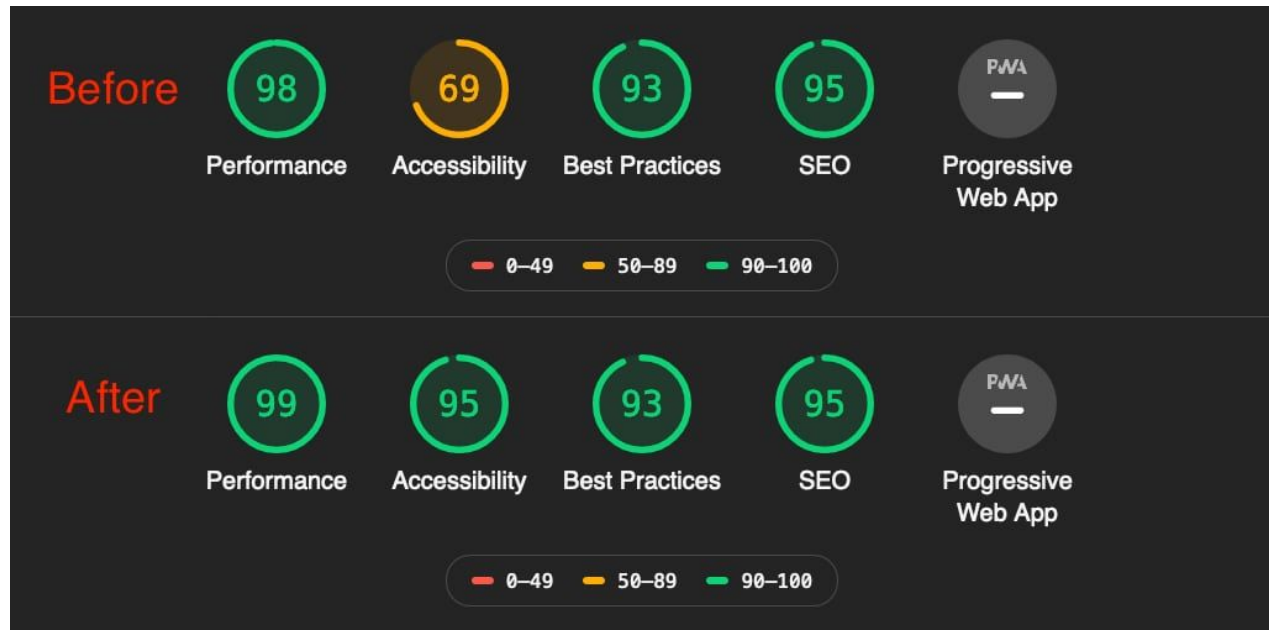 Before
98
69
93
95
PWA
Performance
Accessibility
Best Practices
SEO
Progressive
Web App
0–49
50–89
90–100
After
99
95
93
95
PWA
Performance
Accessibility
Best Practices
SEO
Progressive
Web App
0–49
50–89
90–100